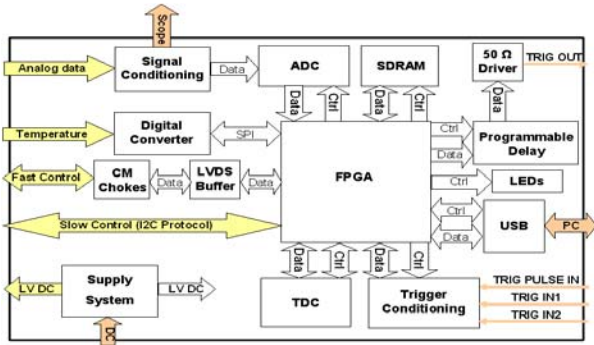 Scope
Analog data
Signal
Conditioning
Data
ADC
SDRAM
50 Ω
Driver
TRIG OUT
Data
Ctrl
Data
Ctrl
Data
Temperature
Digital
Converter
SPI
FPGA
Ctrl
Data
Programmable
Delay
Fast Control
CM
Chokes
Data
LVDS
Buffer
Data
Ctrl
LEDs
Slow Control (I2C Protocol)
Ctrl
Data
USB
PC
Data
Ctrl
Data
Ctrl
LV DC
Supply
System
LV DC
TDC
Trigger
Conditioning
TRIG PULSE IN
TRIG IN1
TRIG IN2
DC